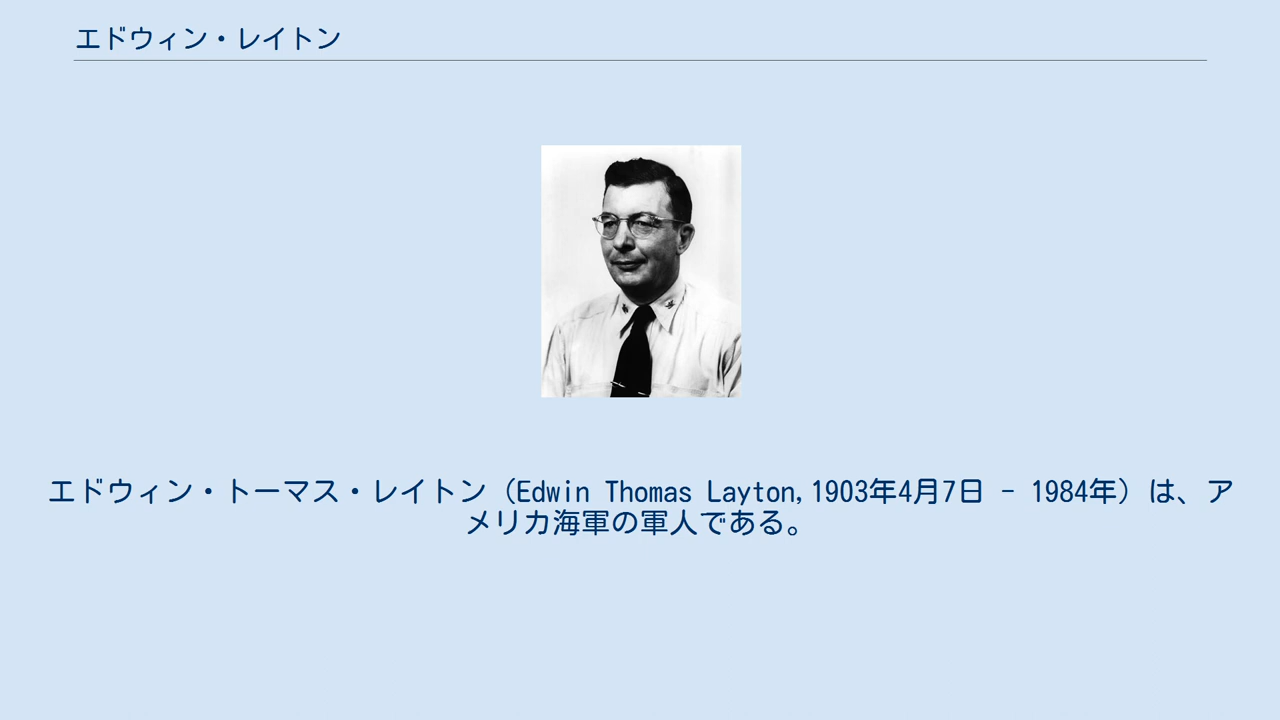 エドウィン・レイトン
エドウィン・トーマス・レイトン（Edwin Thomas Layton, 1903年4月7日 - 1984年）は、ア
メリカ海軍の軍人である。